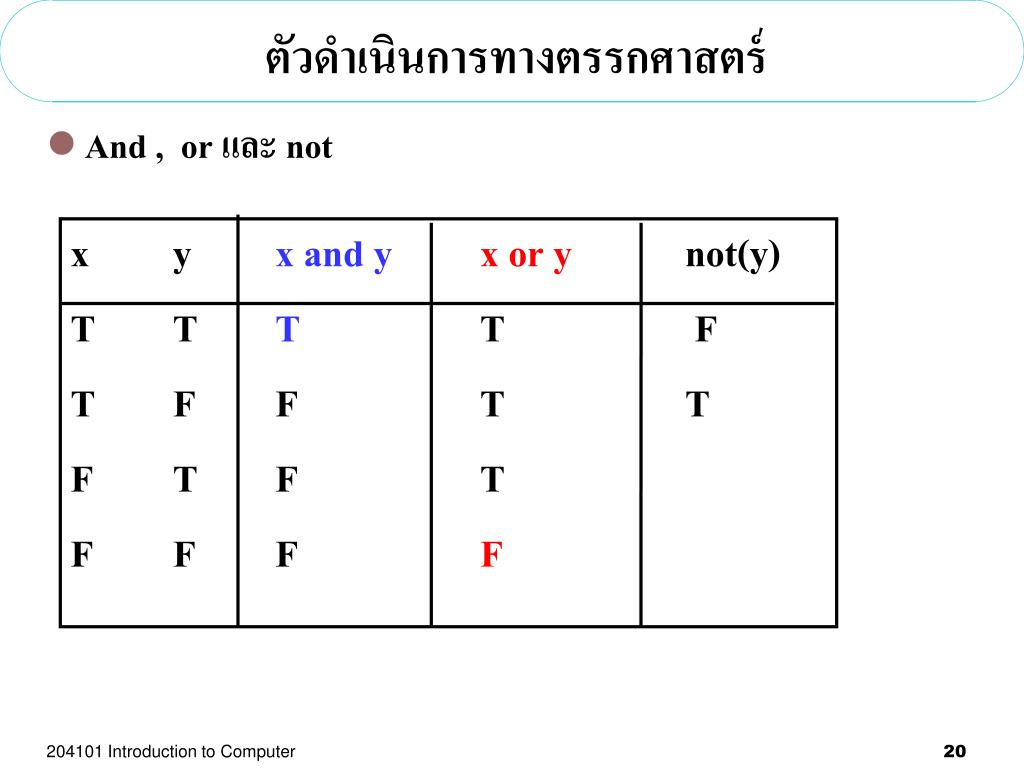 ตัวดำเนินการทางตรรกศาสตร์
And , or และ not
x y x and y x or y not(y)
T T T T F
T F F T T
F T F T
F F F F
204101 Introduction to Computer 20